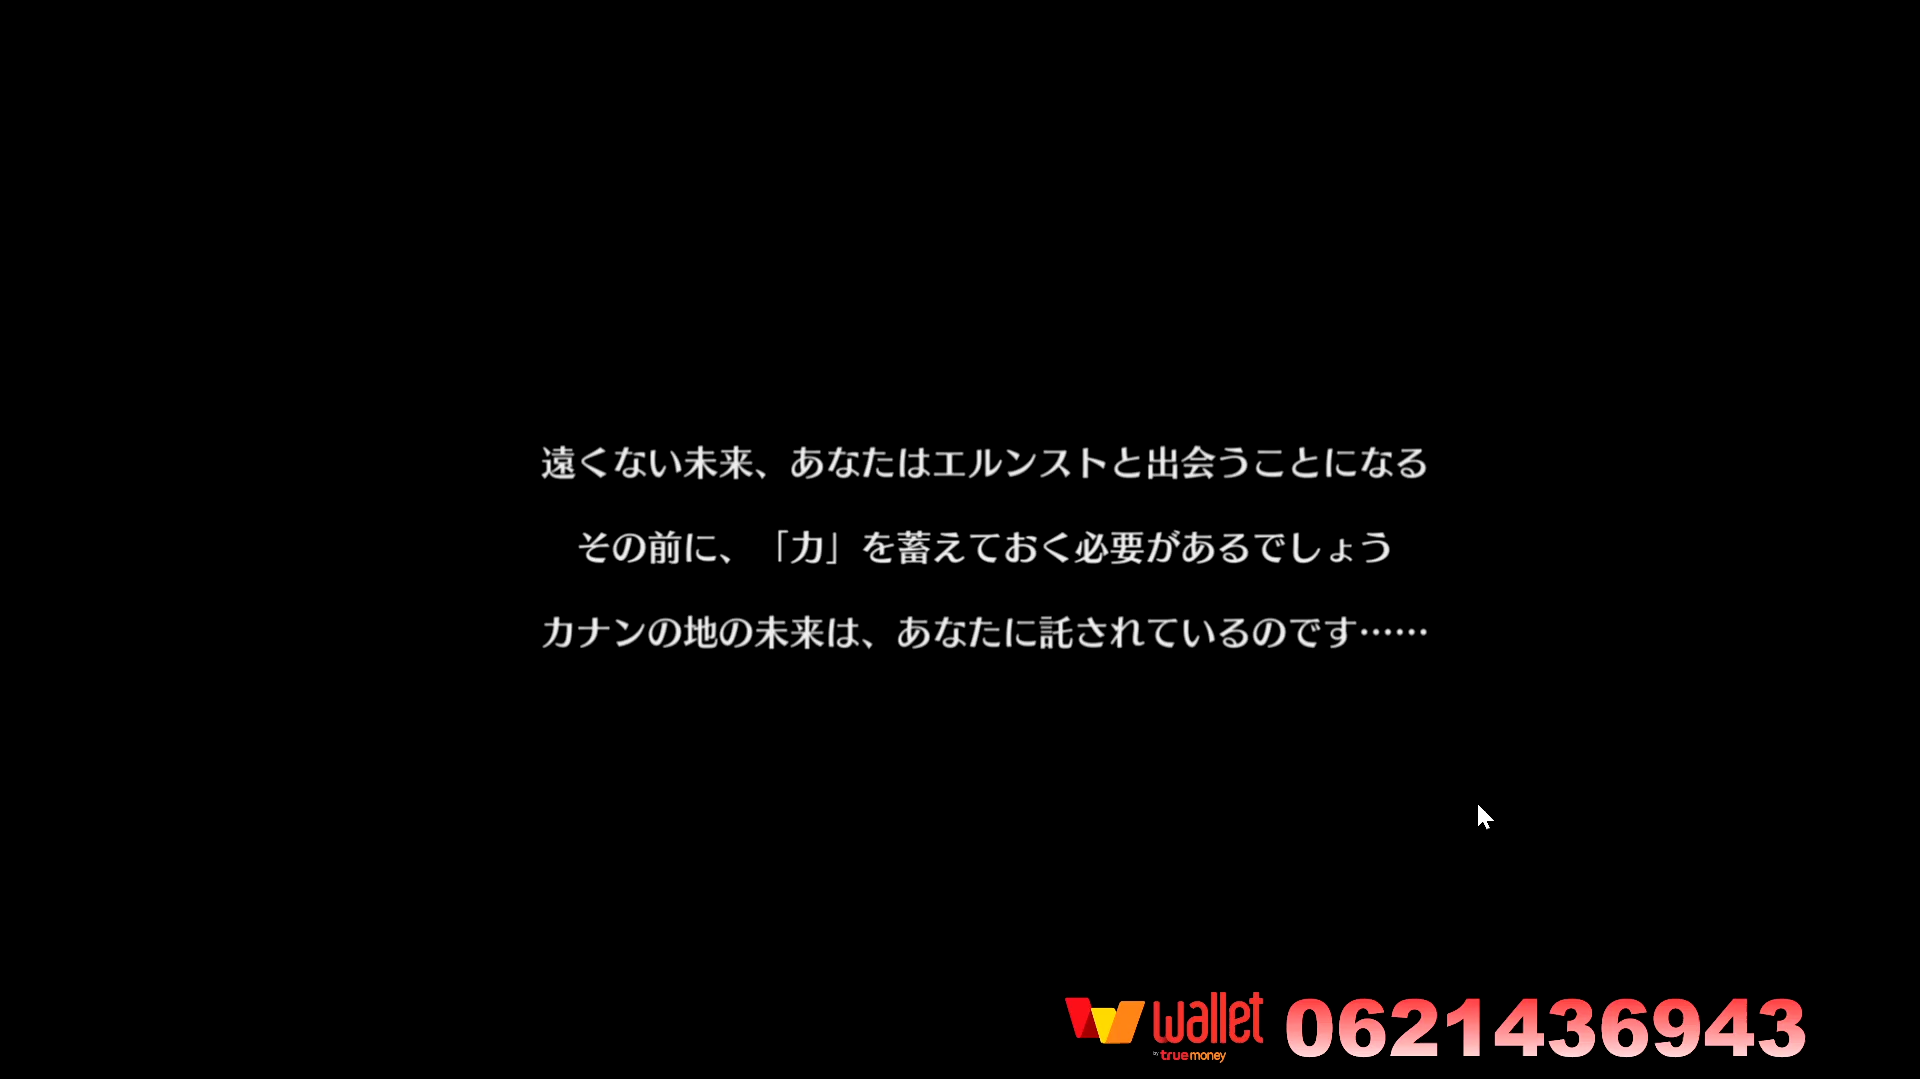 遠くない未来、あなたはエルンストと出会うことになる
その前に、「力」を蓄えておく必要があるでしょう
カナンの地の未来は、あなたに託されているのです……
wallet
by truemoney
0621436943